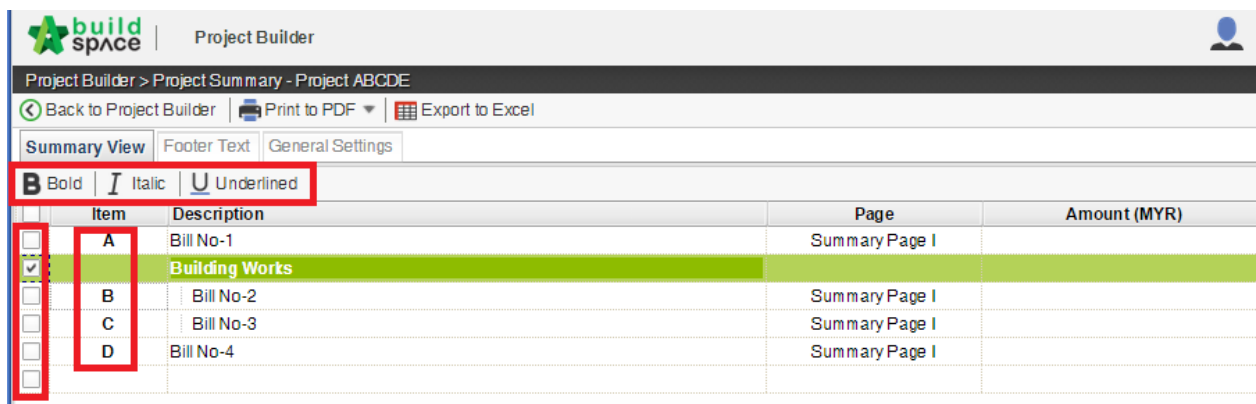 build
space
Project Builder
Project Builder > Project Summary - Project ABCDE
Back to Project Builder Print to PDF Export to Excel
Summary View Footer Text General Settings
B Bold I Italic U Underlined
Item Description Page Amount (MYR)
A Bill No-1 Summary Page I
Building Works
B Bill No-2 Summary Page I
C Bill No-3 Summary Page I
D Bill No-4 Summary Page I